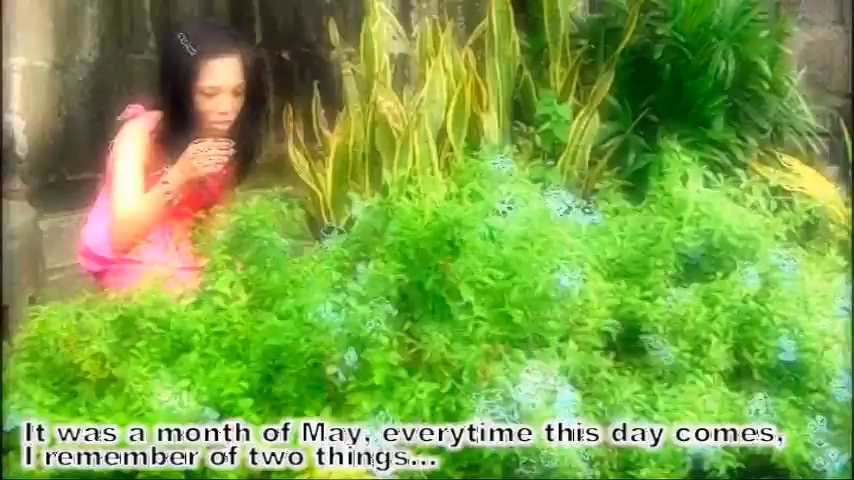 It was a month of May, everytime this day comes,
I remember of two things...